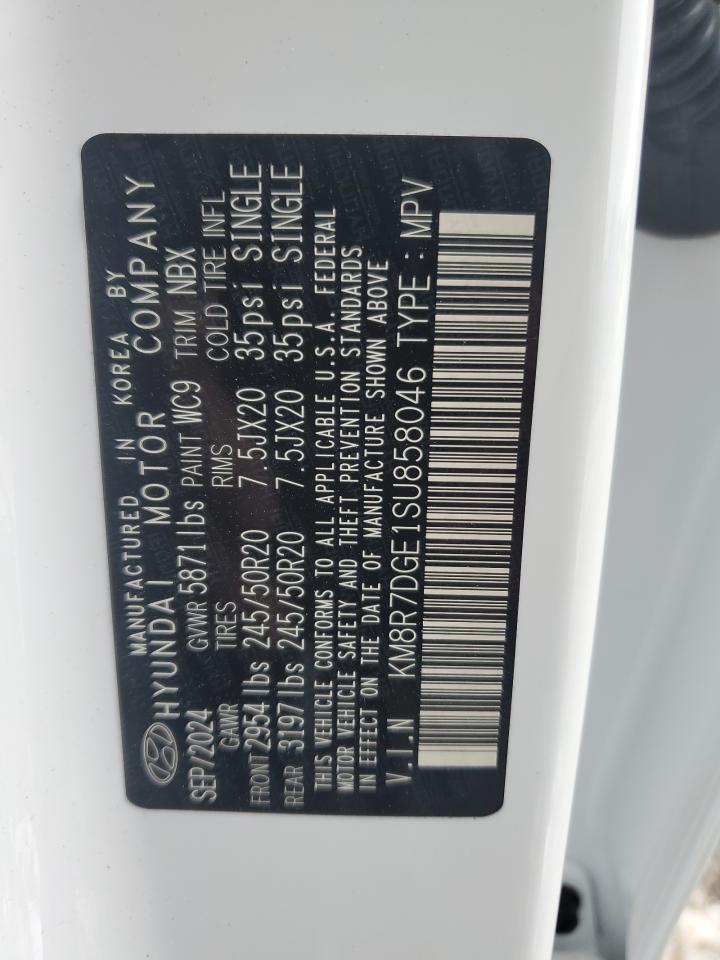 MANUFACTURED IN KOREA BY
HYUNDAI MOTOR COMPANY
SEP/2024 GVWR 5871lbs PAINT WC9 TRIM NBX
GAWR TIRES RIMS COLD TIRE INFL
FRONT 2954lbs 245/50R20 7.5JX20 35psi SINGLE
REAR 3197lbs 245/50R20 7.5JX20 35psi SINGLE
THIS VEHICLE CONFORMS TO ALL APPLICABLE U.S.A. FEDERAL
MOTOR VEHICLE SAFETY AND THEFT PREVENTION STANDARDS
IN EFFECT ON THE DATE OF MANUFACTURE SHOWN ABOVE
V.I.N KM8R7DGE1SU858046 TYPE : MPV